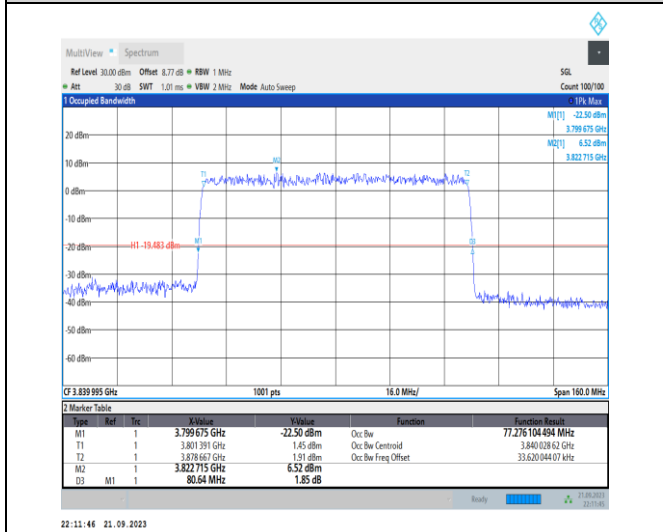 MultiView Spectrum
Ref Level 30.00 dBm Offset 8.77 dB RBW 1 MHz SGL
Att 30 dB SWT 1.01 ms VBW 2 MHz Mode Auto Sweep Count 100/100
1 Occupied Bandwidth 1Pk Max
M1[1] -22.50 dBm
3.799 675 GHz
M2[1] 6.52 dBm
3.822 715 GHz
20 dBm
10 dBm
M2
T1 T2
0 dBm
-10 dBm
M1 D3
-20 dBm H1 -19.483 dBm
-30 dBm
-40 dBm
-50 dBm
-60 dBm
CF 3.839 995 GHz 1001 pts 16.0 MHz/ Span 160.0 MHz
2 Marker Table
Type Ref Trc X-Value Y-Value Function Function Result
M1 1 3.799 675 GHz -22.50 dBm Occ Bw 77.276 104 494 MHz
T1 1 3.801 391 GHz 1.45 dBm Occ Bw Centroid 3.840 028 62 GHz
T2 1 3.878 667 GHz 1.91 dBm Occ Bw Freq Offset 33.620 044 07 kHz
M2 1 3.822 715 GHz 6.52 dBm
D3 M1 1 80.64 MHz 1.85 dB
Ready 21.09.2023
22:11:45
22:11:46 21.09.2023